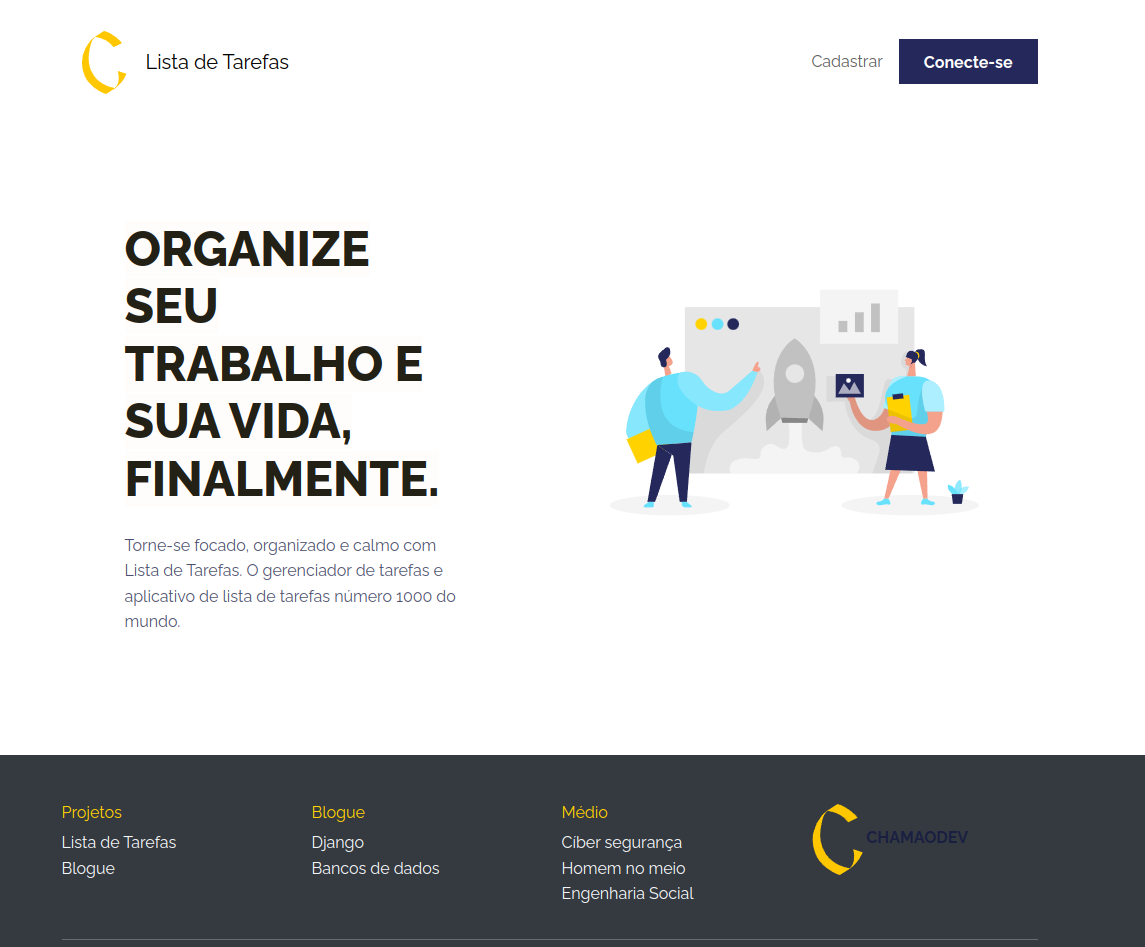 Lista de Tarefas
Cadastrar
Conecte-se
ORGANIZE
SEU
TRABALHO E
SUA VIDA,
FINALMENTE.
Torne-se focado, organizado e calmo com
Lista de Tarefas. O gerenciador de tarefas e
aplicativo de lista de tarefas número 1000 do
mundo.
Projetos
Lista de Tarefas
Blogue
Blogue
Django
Bancos de dados
Médio
Cíber segurança
Homem no meio
Engenharia Social
CHAMAODEV